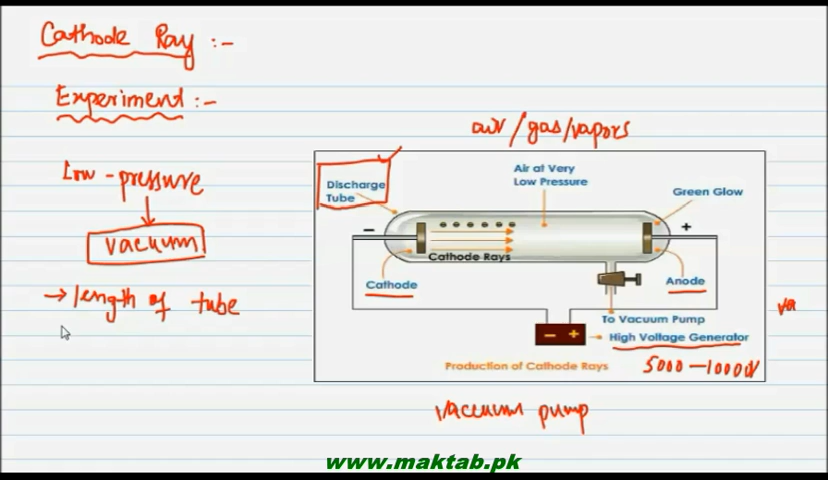 Cathode Ray :-
Experiment :-
Low - pressure
vacuum
→ length of tube
air/gas/vapors
Discharge
Tube
Air at Very
Low Pressure
Green Glow
−
+
Cathode Rays
Cathode
Anode
To Vacuum Pump
− +
High Voltage Generator
Production of Cathode Rays
5000 – 10000V
va
vaccuum pump
www.maktab.pk